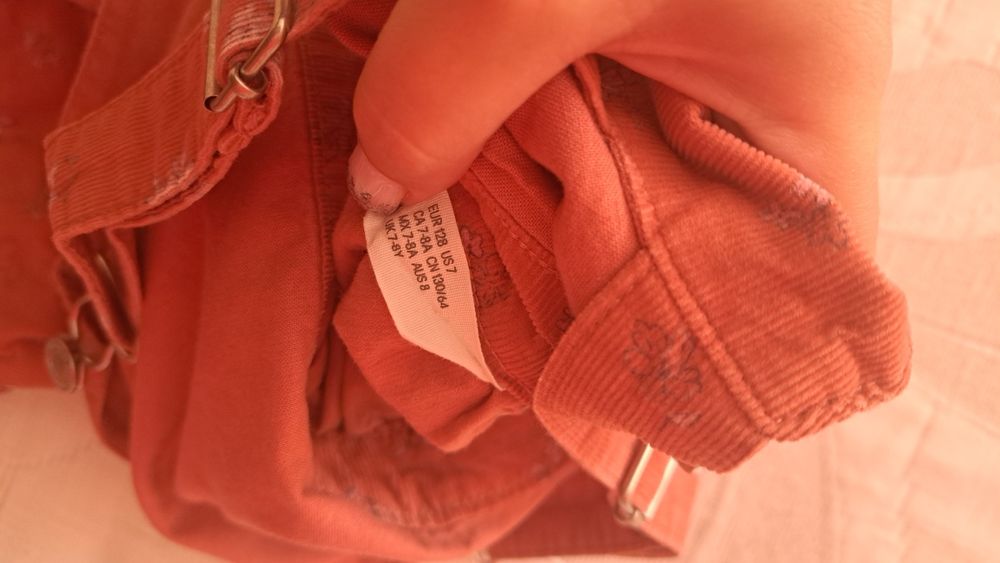 EUR 128 US 7
CA 7-8A CN 130/64
MX 7-8A AUS 8
UK 7-8Y